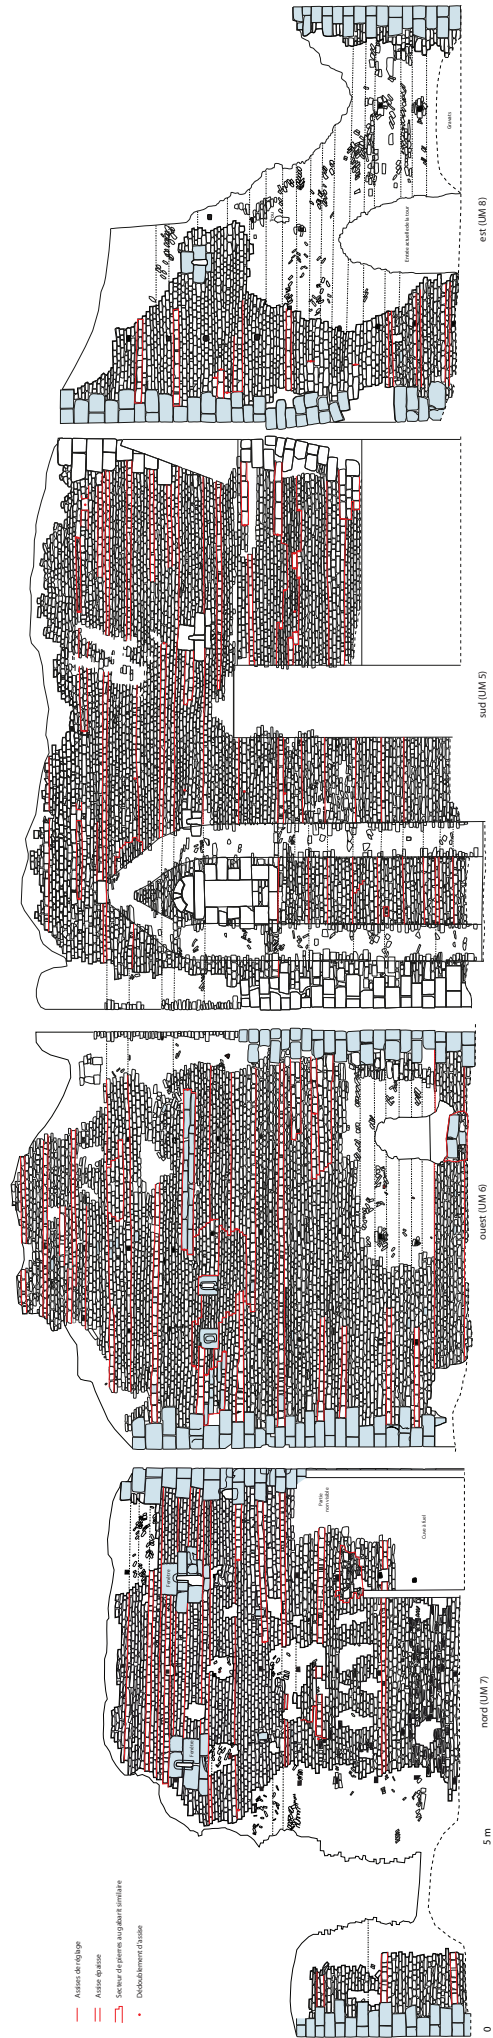 Assises de réglage
Assise épaisse
Secteur de pierres au gabarit similaire
Dédoublement d'assise
0
5 m
nord (UM 7)
Fenêtre
Fenêtre
Partie
non visible
Cuve à fuel
ouest (UM 6)
sud (UM 5)
est (UM 8)
Entrée actuelle de la tour
Gravats